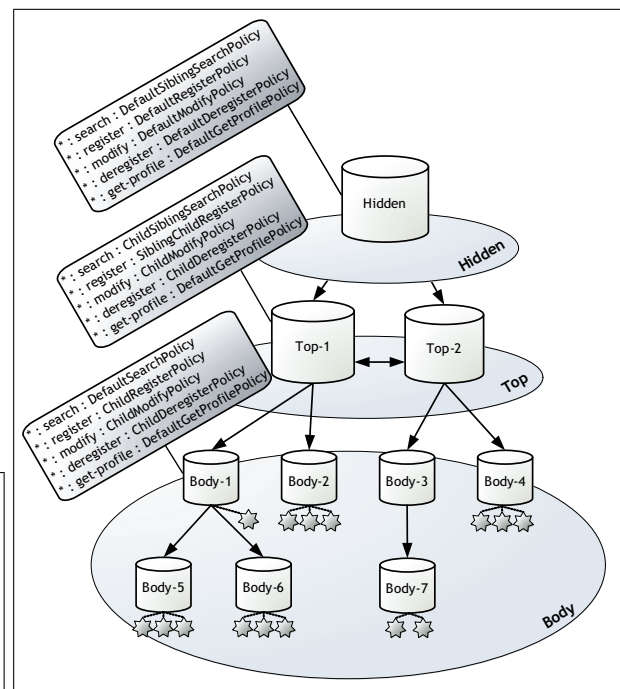 * : search : DefaultSiblingSearchPolicy
* : register : DefaultRegisterPolicy
* : modify : DefaultModifyPolicy
* : deregister : DefaultDeregisterPolicy
* : get-profile : DefaultGetProfilePolicy
Hidden
Hidden
* : search : ChildSiblingSearchPolicy
* : register : SiblingChildRegisterPolicy
* : modify : ChildModifyPolicy
* : deregister : ChildDeregisterPolicy
* : get-profile : DefaultGetProfilePolicy
Top-1
Top-2
Top
* : search : DefaultSearchPolicy
* : register : ChildRegisterPolicy
* : modify : ChildModifyPolicy
* : deregister : ChildDeregisterPolicy
* : get-profile : DefaultGetProfilePolicy
Body-1
Body-2
Body-3
Body-4
Body-5
Body-6
Body-7
Body